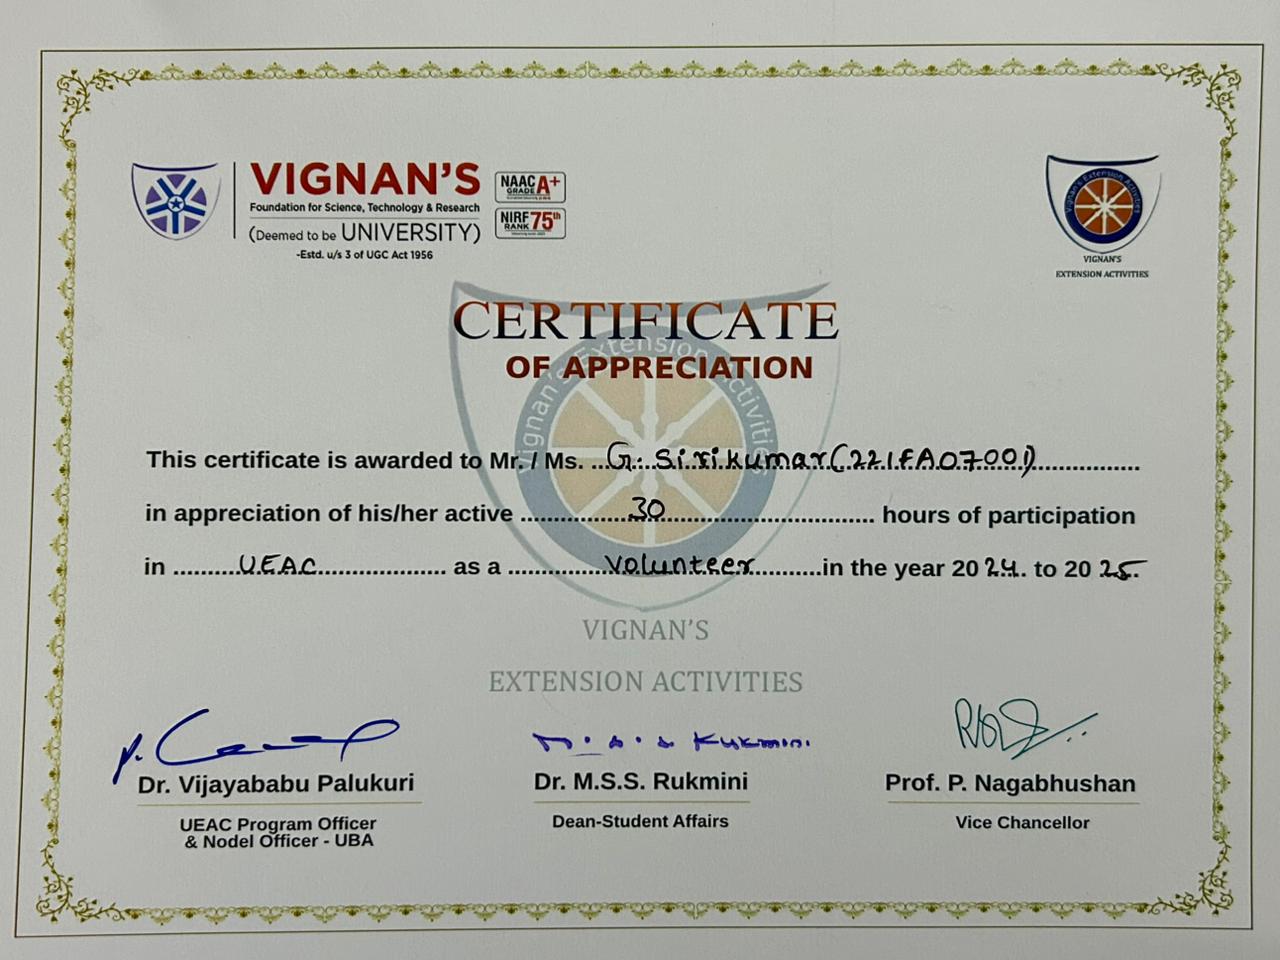 VIGNAN'S
Foundation for Science, Technology & Research
(Deemed to be UNIVERSITY)
-Estd. u/s 3 of UGC Act 1956
NAAC A+
GRADE
NIRF 75th
RANK
Vignan's Extension Activities
VIGNAN'S
EXTENSION ACTIVITIES
CERTIFICATE
OF APPRECIATION
Vignan's Extension Activities
This certificate is awarded to Mr. / Ms. G. Sirikumar (221FA07001)
in appreciation of his/her active 30 hours of participation
in UEAC as a Volunteer in the year 2024 to 2025
VIGNAN'S
EXTENSION ACTIVITIES
Dr. Vijayababu Palukuri
UEAC Program Officer
& Nodel Officer - UBA
M.S.S Rukmini
Dr. M.S.S. Rukmini
Dean-Student Affairs
Prof. P. Nagabhushan
Vice Chancellor